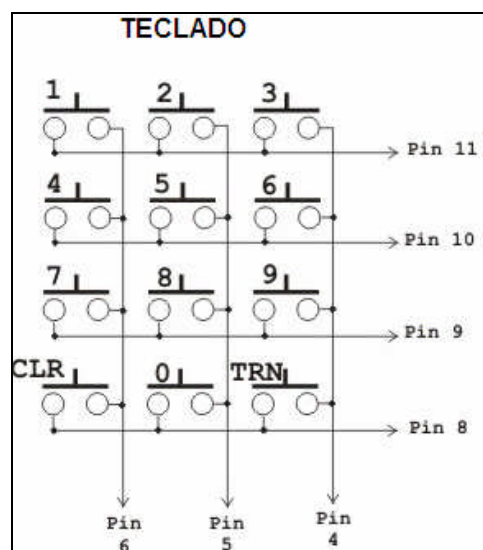 TECLADO
1 2 3
Pin 11
4 5 6
Pin 10
7 8 9
Pin 9
CLR 0 TRN
Pin 8
Pin Pin Pin
6 5 4